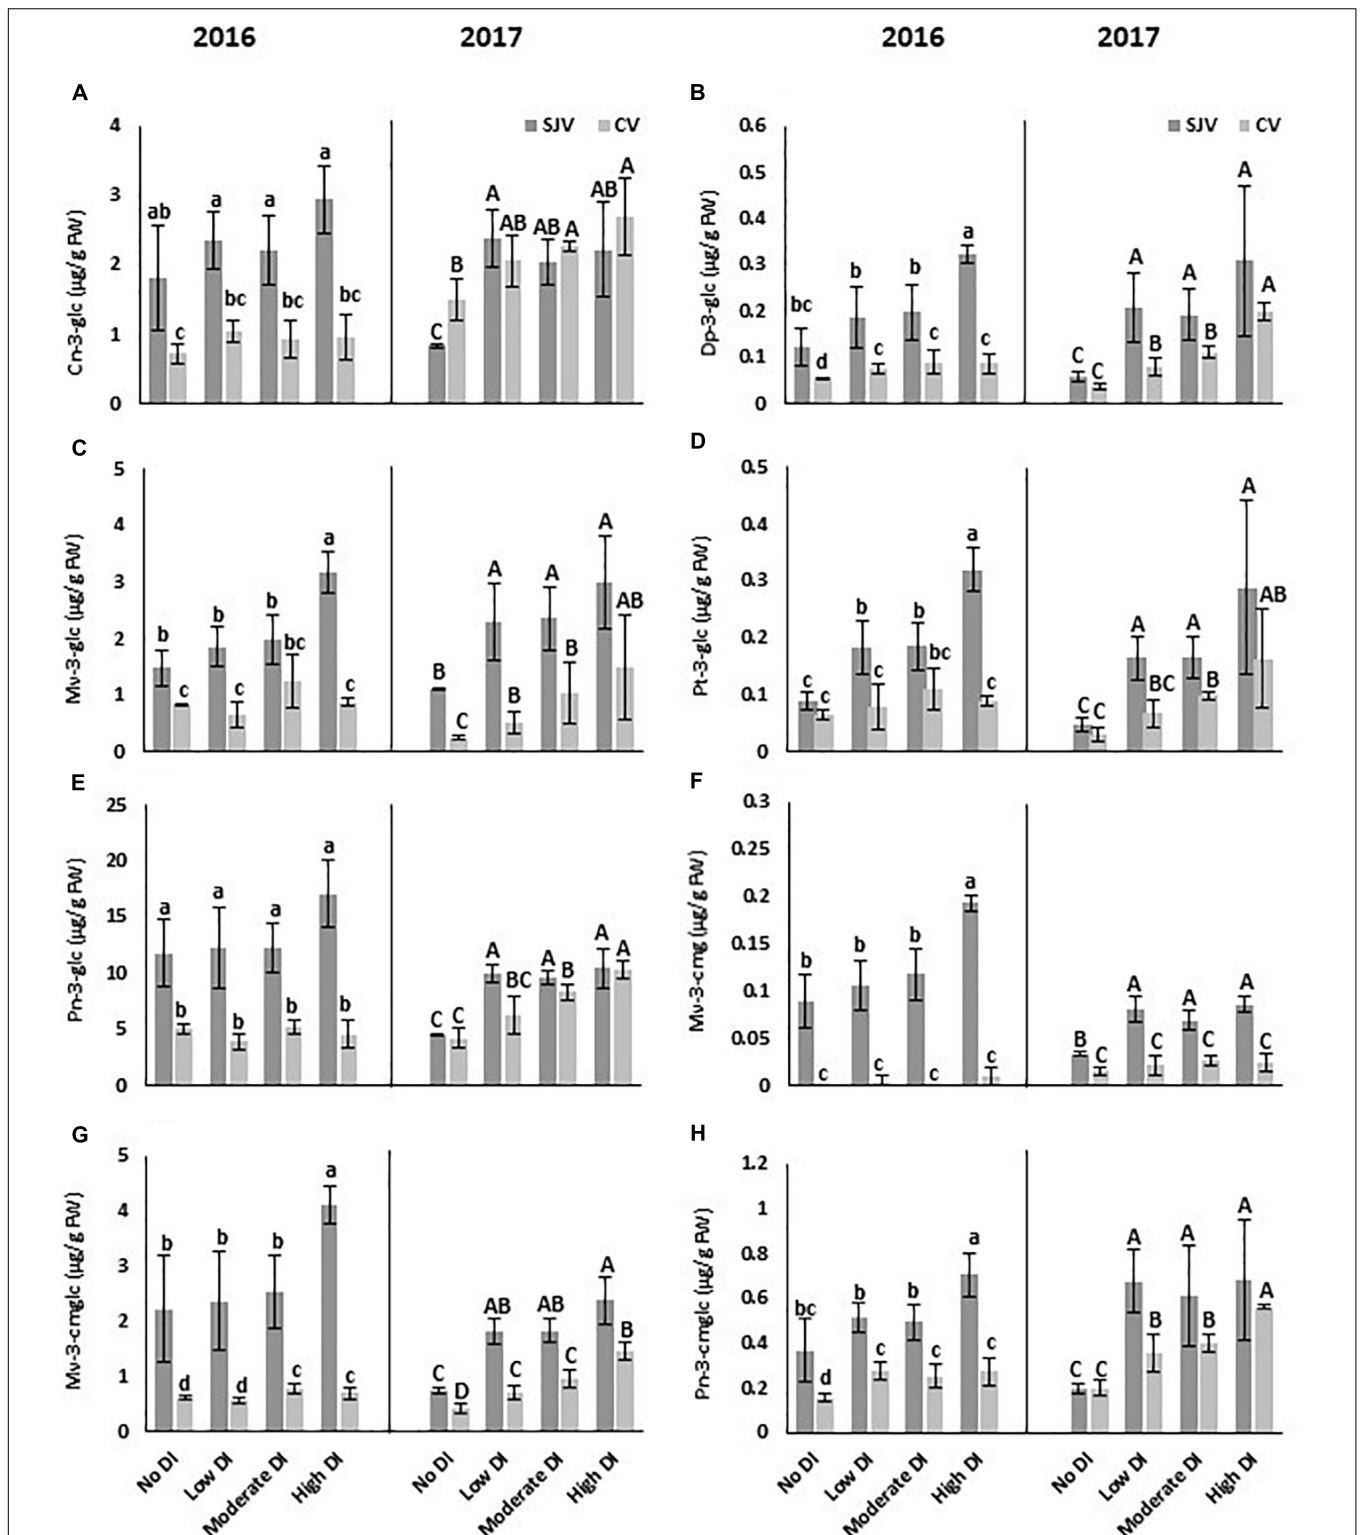 2016 2017 2016 2017
A B
4 SJV CV 0.6 SJV CV
3 0.5
2 0.4
1 0.3
0 0.2
0.1
0
Cn-3-glc (µg/g FW)
ab c a bc a bc a bc C B A AB AB A AB A
Dp-3-glc (µg/g FW)
bc d b c b c a c C C A B A B A A
C D
5 0.5
4 0.4
3 0.3
2 0.2
1 0.1
0 0
Mv-3-glc (µg/g FW)
b c b c b bc a c B C A B A B A AB
Pt-3-glc (µg/g FW)
c c b c b bc a c C C A BC A B A AB
E F
25 0.3
20 0.25
15 0.2
10 0.15
5 0.1
0 0.05
0
Pn-3-glc (µg/g FW)
a b a b a b a b C C A BC A B A A
Mv-3-cmg (µg/g FW)
b c b c b c a c B C A C A C A C
G H
5 1.2
4 1
3 0.8
2 0.6
1 0.4
0 0.2
0
Mv-3-cmglc (µg/g FW)
b d b d b c a c C D AB C AB C A B
Pn-3-cmglc (µg/g FW)
bc d b c b c a c C C A B A B A A
No DI Low DI Moderate DI High DI No DI Low DI Moderate DI High DI No DI Low DI Moderate DI High DI No DI Low DI Moderate DI High DI